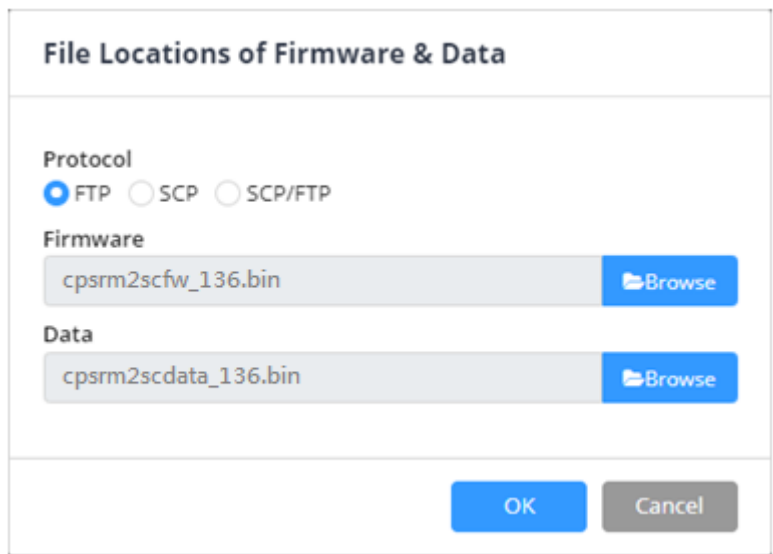 File Locations of Firmware & Data
Protocol
FTP SCP SCP/FTP
Firmware
cpsrm2scfw_136.bin Browse
Data
cpsrm2scdata_136.bin Browse
OK Cancel